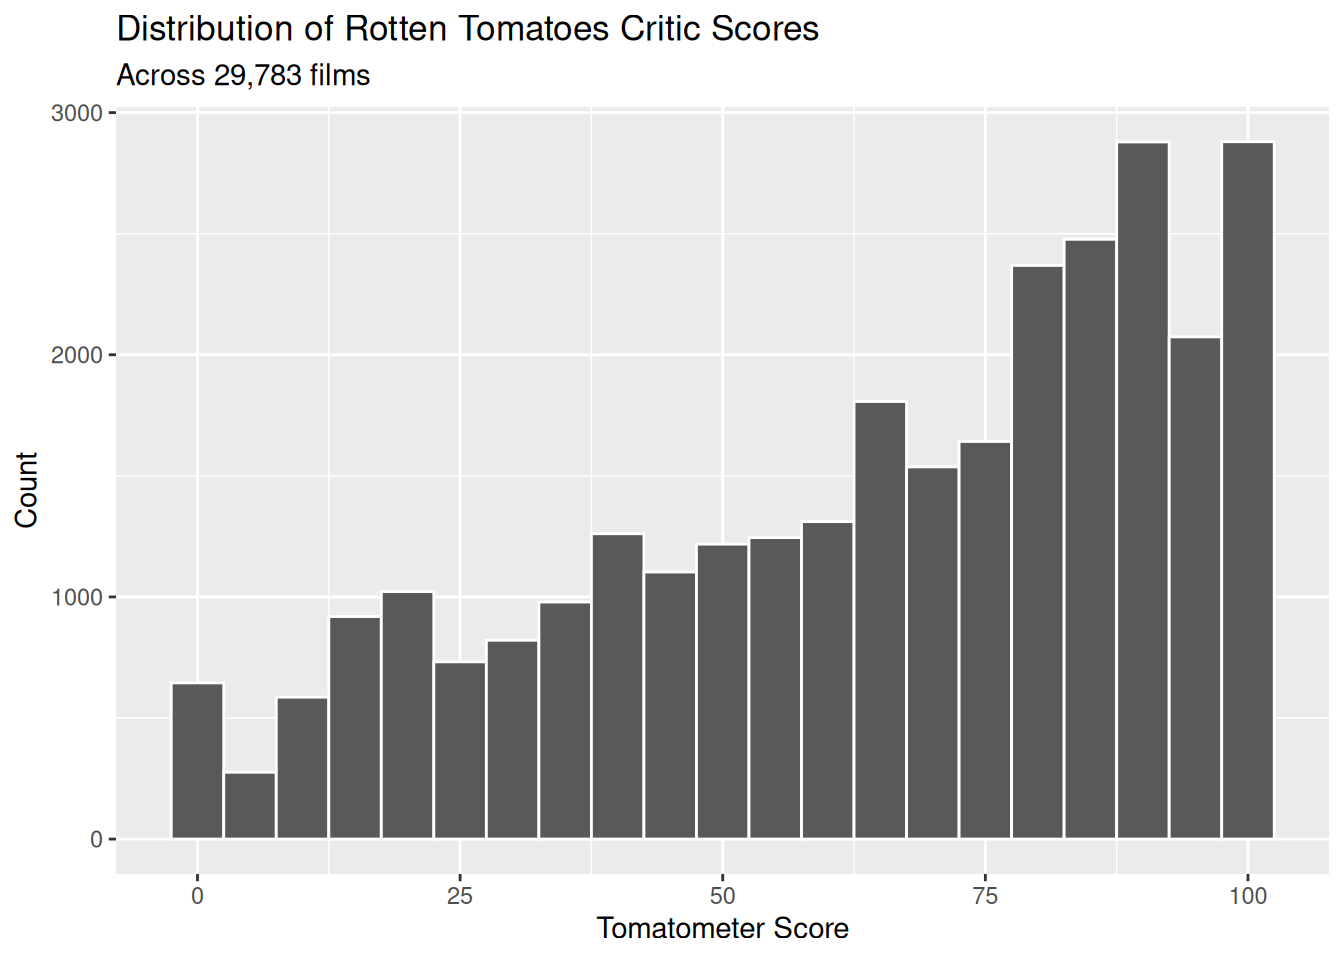 Distribution of Rotten Tomatoes Critic Scores
Across 29,783 films
3000
2000
1000
0
Count
0 25 50 75 100
Tomatometer Score